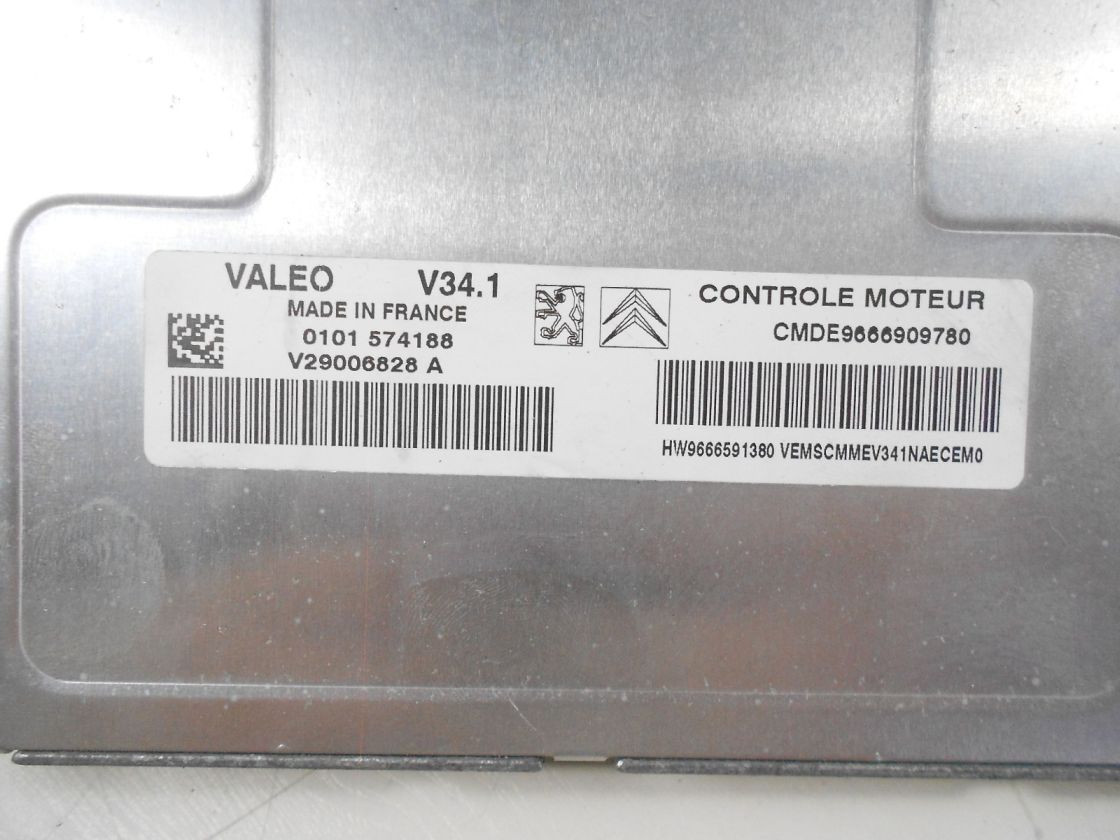 VALEO V34.1
MADE IN FRANCE
0101 574188
V29006828 A
CONTROLE MOTEUR
CMDE9666909780
HW9666591380 VEMSCMMEV341NAECEM0